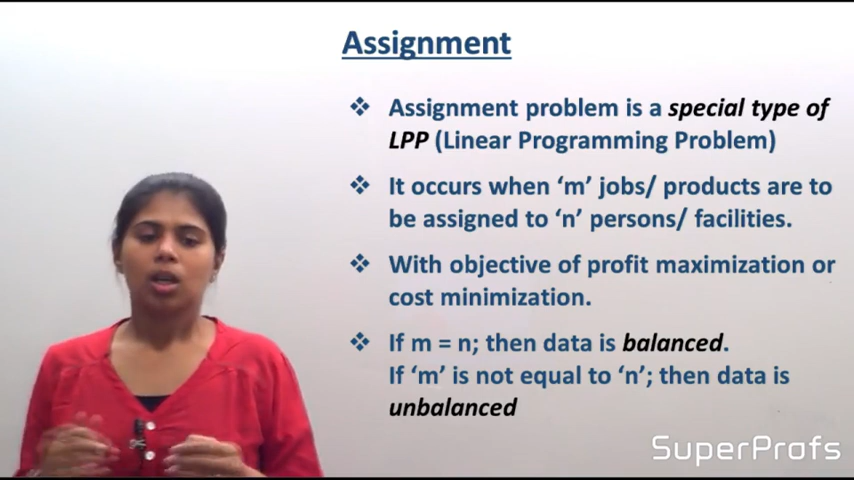 Assignment
❖ Assignment problem is a special type of
LPP (Linear Programming Problem)
❖ It occurs when ‘m’ jobs/ products are to
be assigned to ‘n’ persons/ facilities.
❖ With objective of profit maximization or
cost minimization.
❖ If m = n; then data is balanced.
If ‘m’ is not equal to ‘n’; then data is
unbalanced
SuperProfs